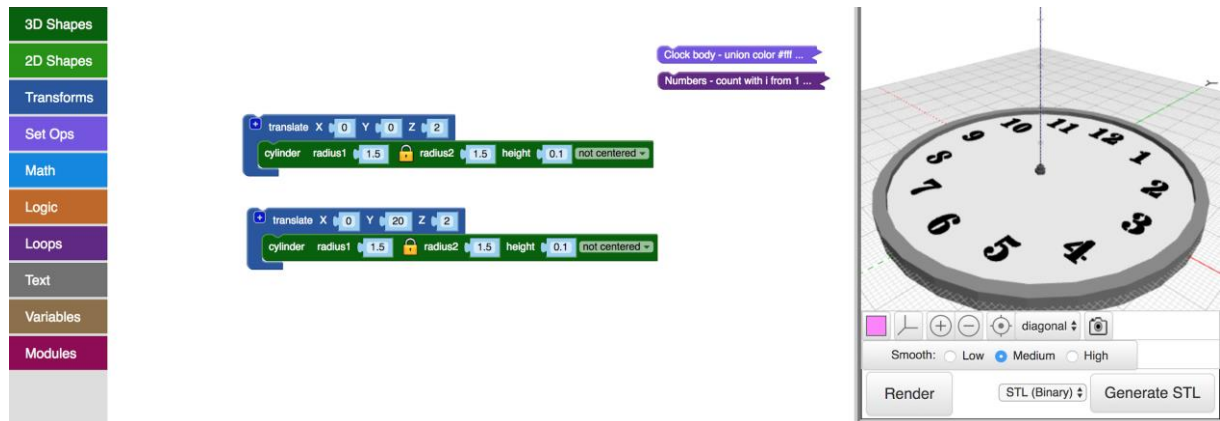 3D Shapes
2D Shapes
Transforms
Set Ops
Math
Logic
Loops
Text
Variables
Modules
Clock body - union color #fff ...
Numbers - count with i from 1 ...
+ translate X 0 Y 0 Z 2
cylinder radius1 1.5 radius2 1.5 height 0.1 not centered
+ translate X 0 Y 20 Z 2
cylinder radius1 1.5 radius2 1.5 height 0.1 not centered
9 10 11 12 1
8 2
7 3
6 5 4
diagonal
Smooth: Low Medium High
Render STL (Binary) Generate STL